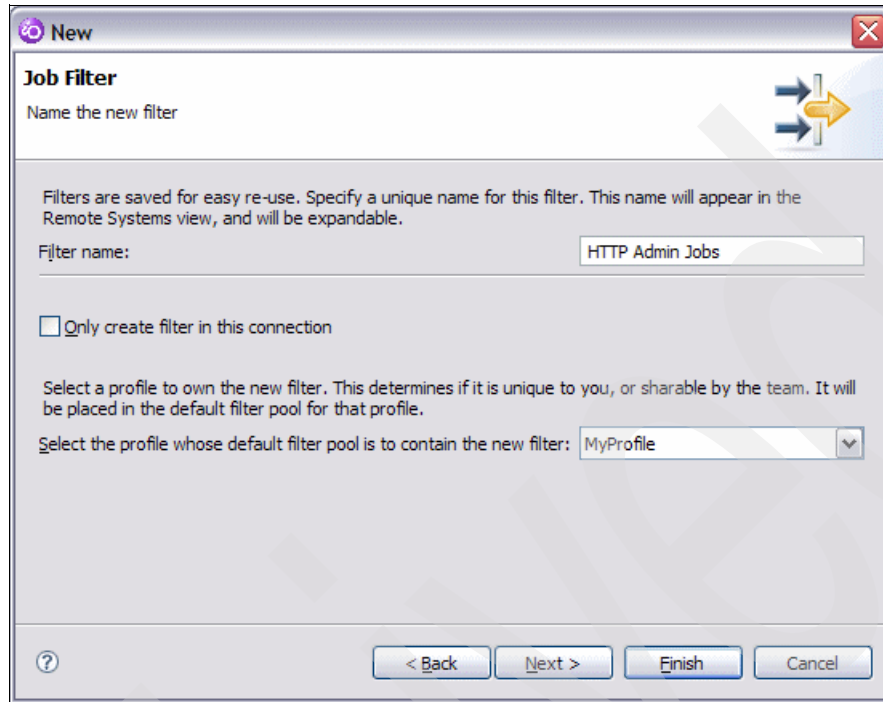 New
Job Filter
Name the new filter
Filters are saved for easy re-use. Specify a unique name for this filter. This name will appear in the
Remote Systems view, and will be expandable.
Filter name:
HTTP Admin Jobs
Only create filter in this connection
Select a profile to own the new filter. This determines if it is unique to you, or sharable by the team. It will
be placed in the default filter pool for that profile.
Select the profile whose default filter pool is to contain the new filter:
MyProfile
?
< Back
Next >
Finish
Cancel